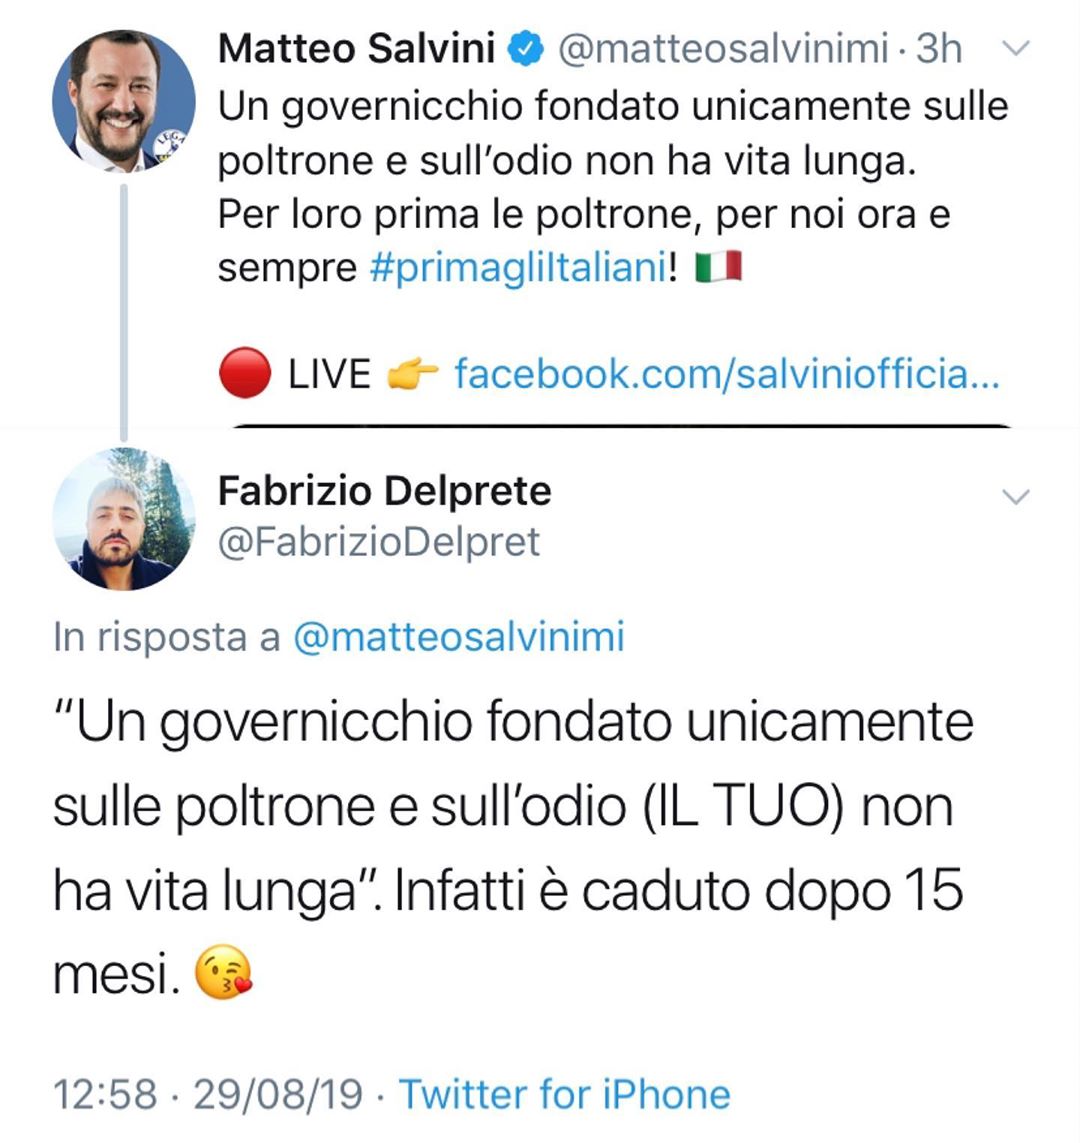 Matteo Salvini @matteosalvinimi · 3h
Un governicchio fondato unicamente sulle
poltrone e sull’odio non ha vita lunga.
Per loro prima le poltrone, per noi ora e
sempre #primagliItaliani! 🇮🇹
🔴 LIVE 👉 facebook.com/salviniofficia...
LEGA
Fabrizio Delprete
@FabrizioDelpret
In risposta a @matteosalvinimi
“Un governicchio fondato unicamente
sulle poltrone e sull’odio (IL TUO) non
ha vita lunga”. Infatti è caduto dopo 15
mesi. 😘
12:58 · 29/08/19 · Twitter for iPhone